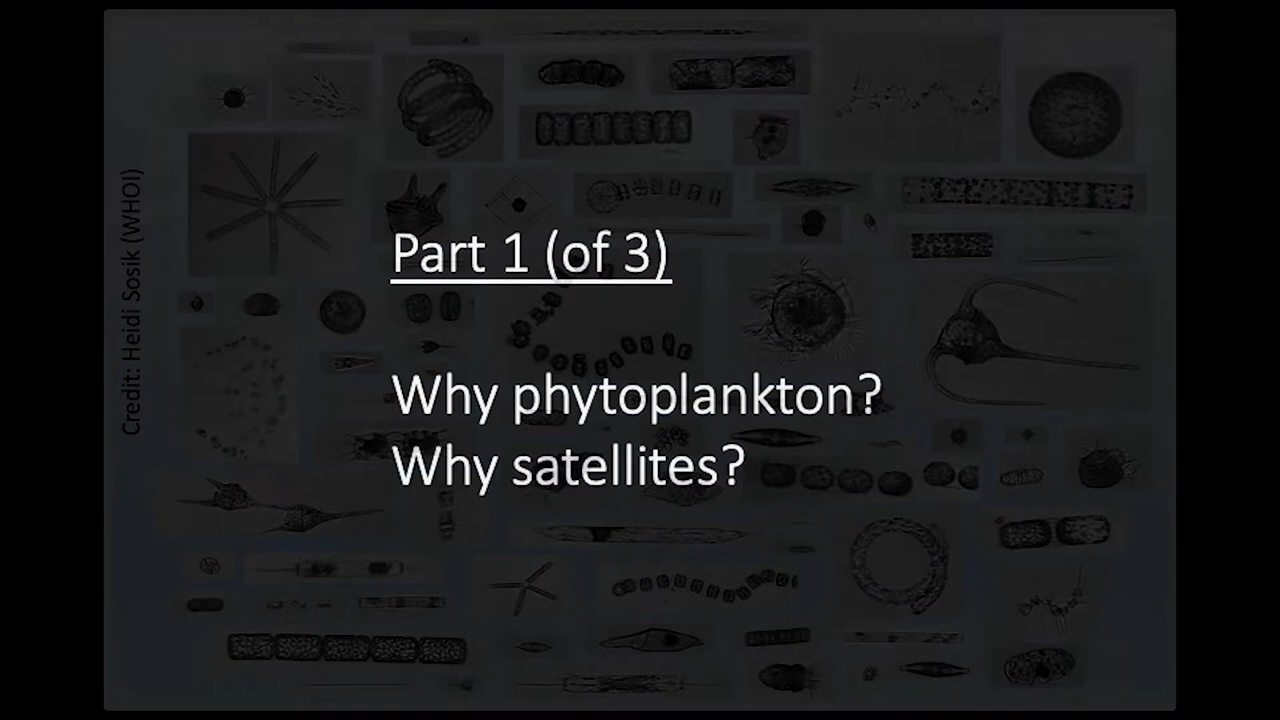 Credit: Heidi Sosik (WHOI)
Part 1 (of 3)
Why phytoplankton?
Why satellites?